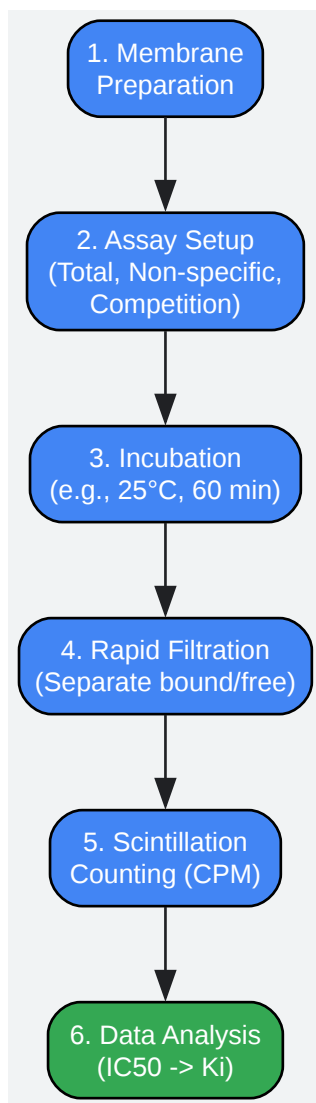 1. Membrane
Preparation
2. Assay Setup
(Total, Non-specific,
Competition)
3. Incubation
(e.g., 25°C, 60 min)
4. Rapid Filtration
(Separate bound/free)
5. Scintillation
Counting (CPM)
6. Data Analysis
(IC50 -> Ki)